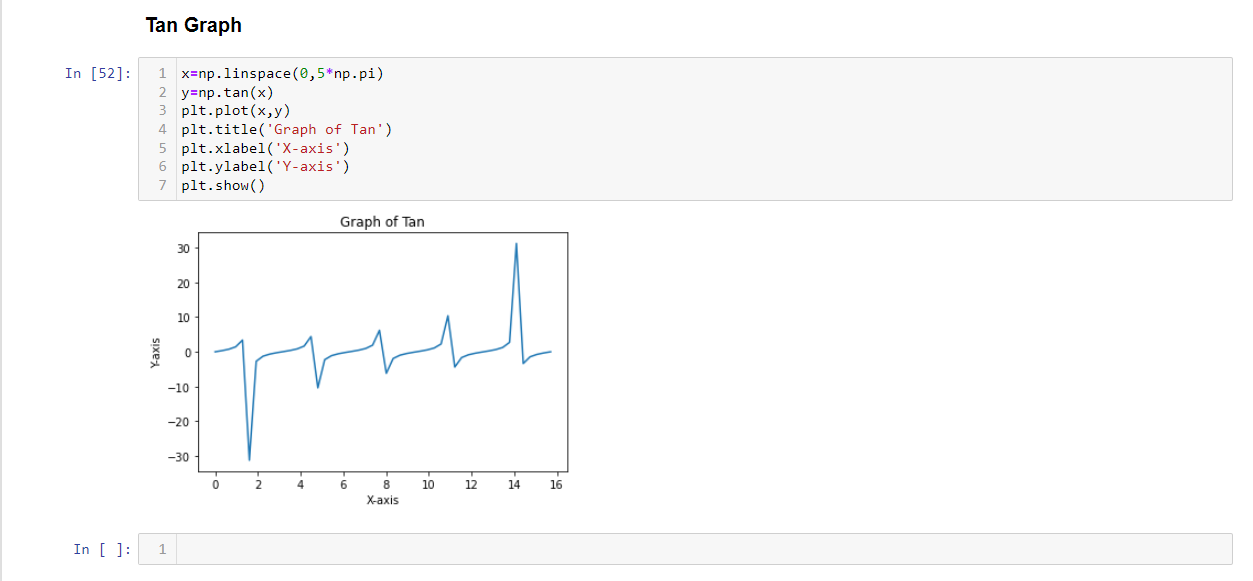 Tan Graph
In [52]:
1 x=np.linspace(0,5*np.pi)
2 y=np.tan(x)
3 plt.plot(x,y)
4 plt.title('Graph of Tan')
5 plt.xlabel('X-axis')
6 plt.ylabel('Y-axis')
7 plt.show()
Graph of Tan
30
20
10
0
−10
−20
−30
Y-axis
0 2 4 6 8 10 12 14 16
X-axis
In [ ]:
1